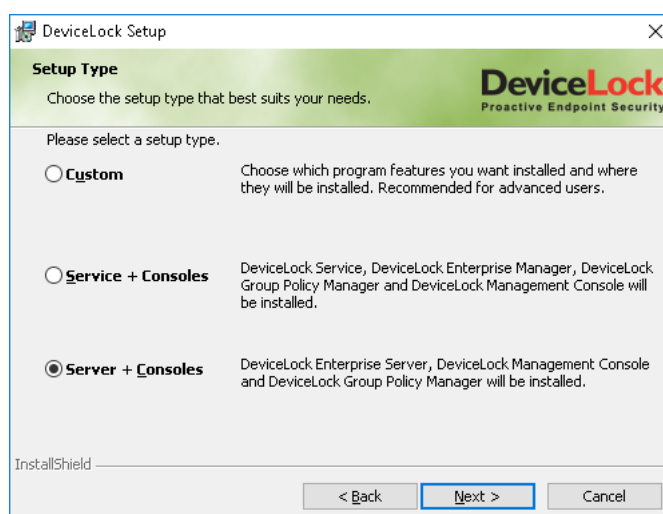 DeviceLock Setup
Setup Type
Choose the setup type that best suits your needs.
DeviceLock
Proactive Endpoint Security
Please select a setup type.
Custom
Choose which program features you want installed and where
they will be installed. Recommended for advanced users.
Service + Consoles
DeviceLock Service, DeviceLock Enterprise Manager, DeviceLock
Group Policy Manager and DeviceLock Management Console will
be installed.
Server + Consoles
DeviceLock Enterprise Server, DeviceLock Management Console
and DeviceLock Group Policy Manager will be installed.
InstallShield
< Back
Next >
Cancel